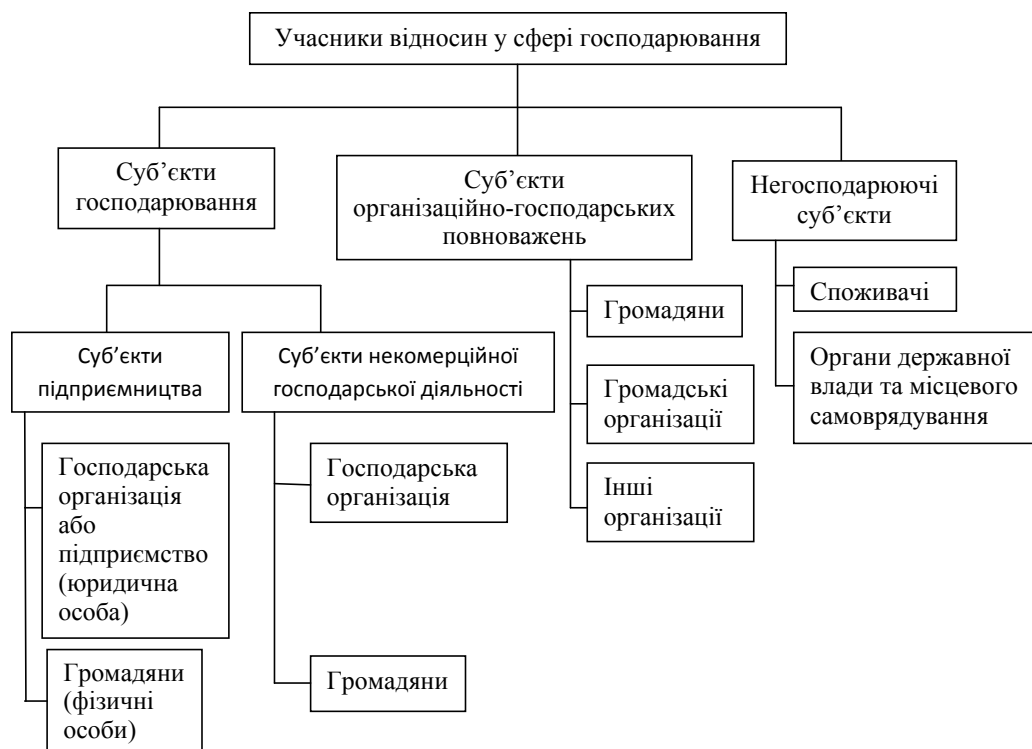 Учасники відносин у сфері господарювання
Суб’єкти
господарювання
Суб’єкти
організаційно-господарських
повноважень
Негосподарюючі
суб’єкти
Споживачі
Органи державної
влади та місцевого
самоврядування
Громадяни
Громадські
організації
Інші
організації
Суб’єкти
підприємництва
Суб’єкти некомерційної
господарської діяльності
Господарська
організація
або
підприємство
(юридична
особа)
Громадяни
(фізичні
особи)
Господарська
організація
Громадяни